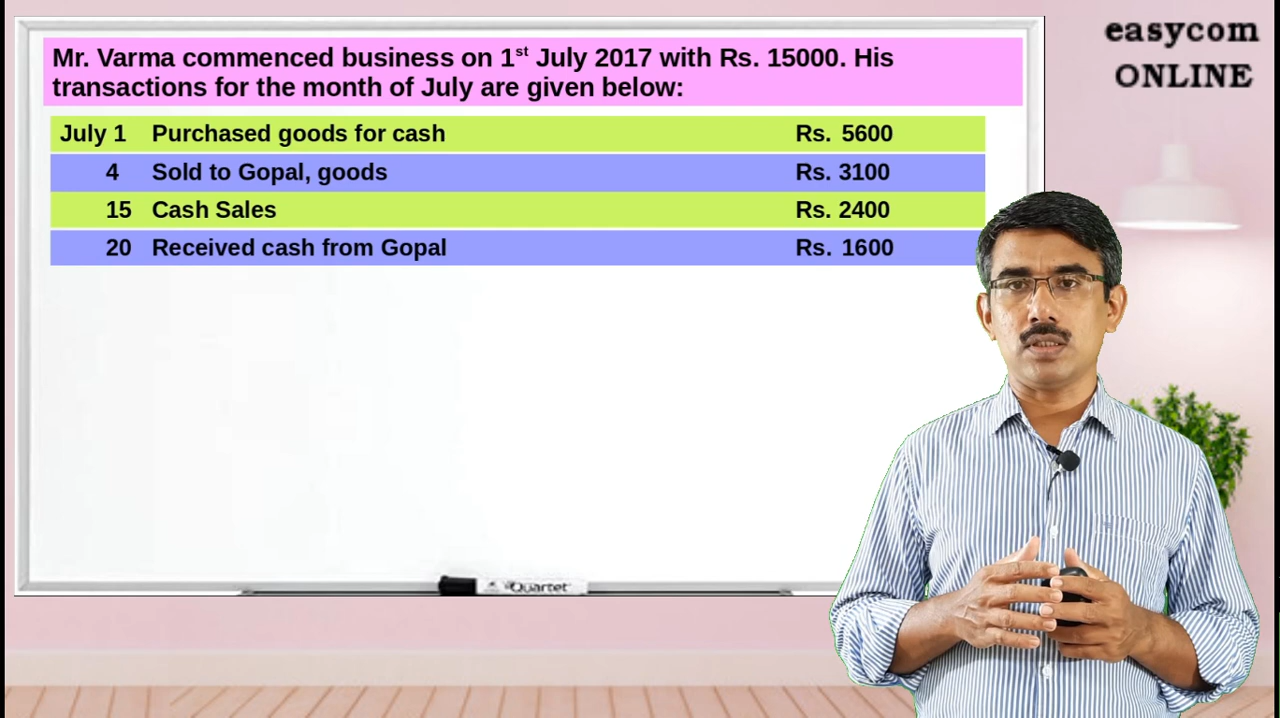 easycom
ONLINE
Mr. Varma commenced business on 1st July 2017 with Rs. 15000. His
transactions for the month of July are given below:
July 1 Purchased goods for cash Rs. 5600
4 Sold to Gopal, goods Rs. 3100
15 Cash Sales Rs. 2400
20 Received cash from Gopal Rs. 1600
Quartet